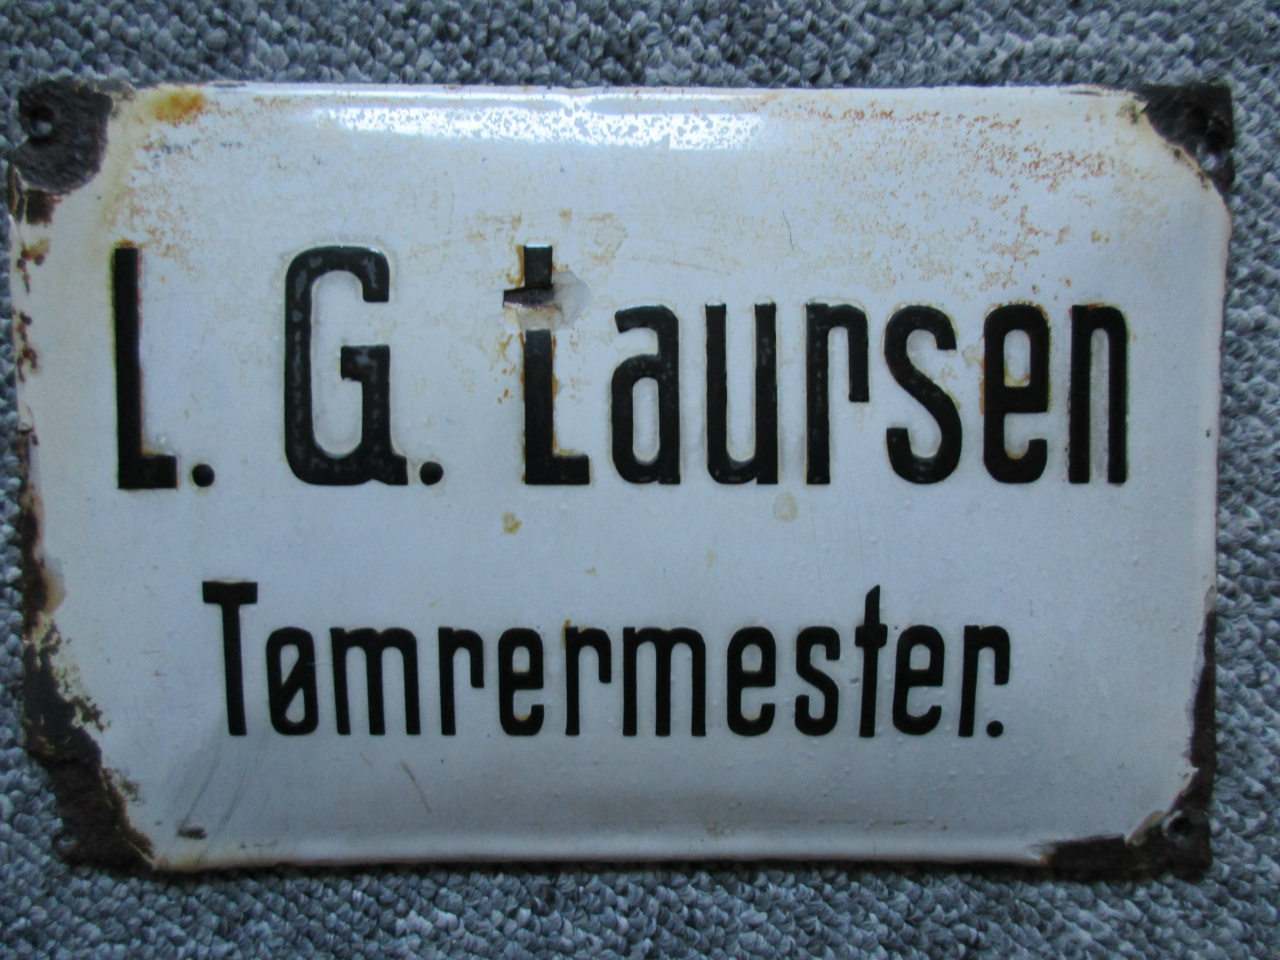 L. G. Laursen
Tømrermester.